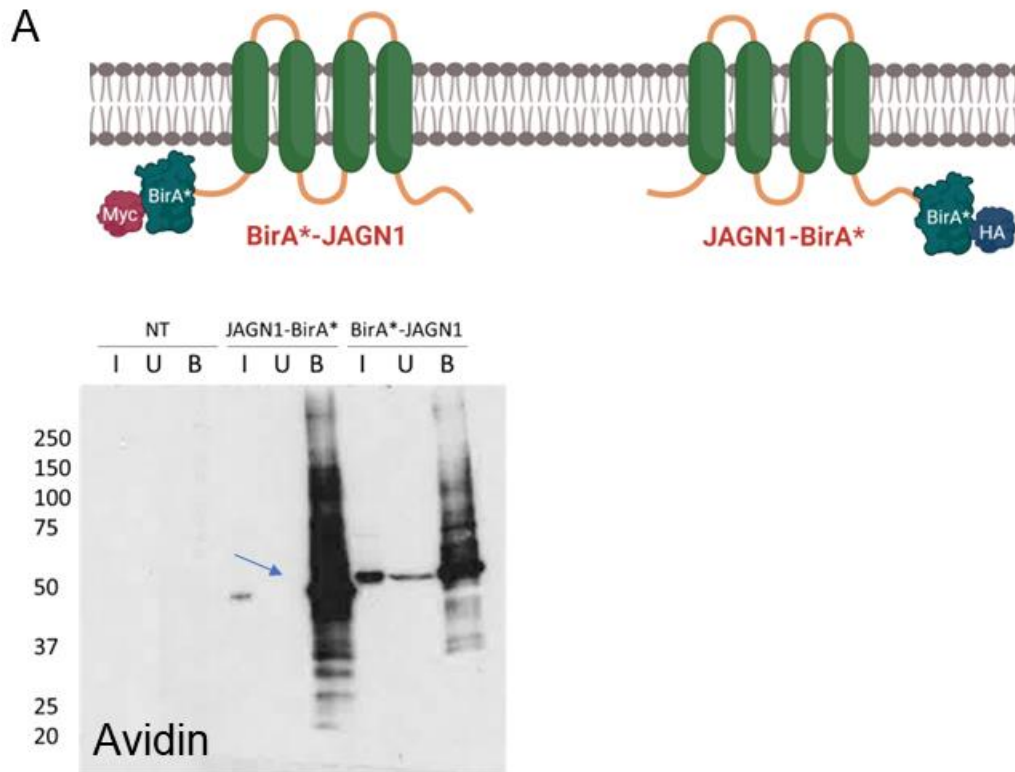 A
Myc BirA*
BirA*-JAGN1
BirA* HA
JAGN1-BirA*
NT JAGN1-BirA* BirA*-JAGN1
I U B I U B I U B
250
150
100
75
50
37
25
20
Avidin